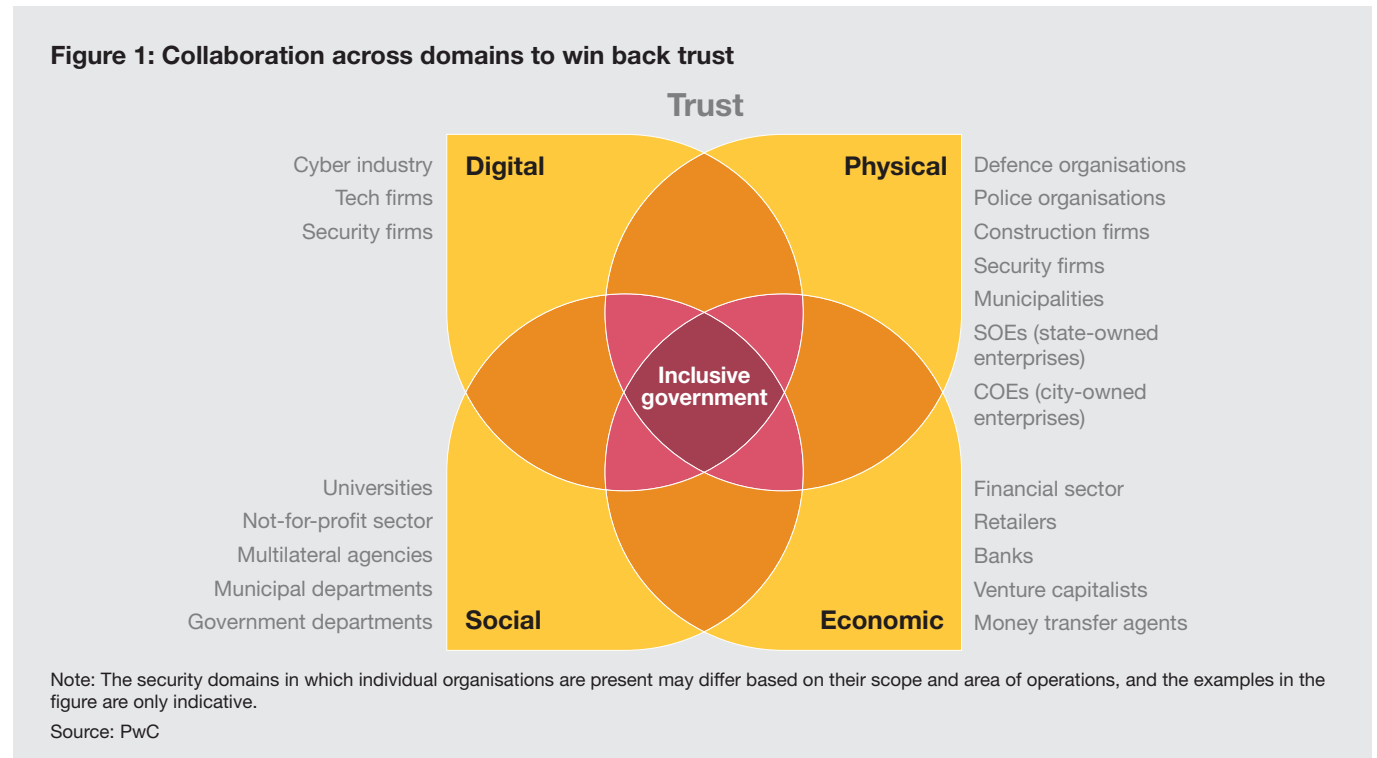 Figure 1: Collaboration across domains to win back trust
Trust
Digital
Cyber industry
Tech firms
Security firms
Physical
Defence organisations
Police organisations
Construction firms
Security firms
Municipalities
SOEs (state-owned
enterprises)
COEs (city-owned
enterprises)
Inclusive
government
Universities
Not-for-profit sector
Multilateral agencies
Municipal departments
Government departments
Social
Financial sector
Retailers
Banks
Venture capitalists
Money transfer agents
Economic
Note: The security domains in which individual organisations are present may differ based on their scope and area of operations, and the examples in the
figure are only indicative.
Source: PwC